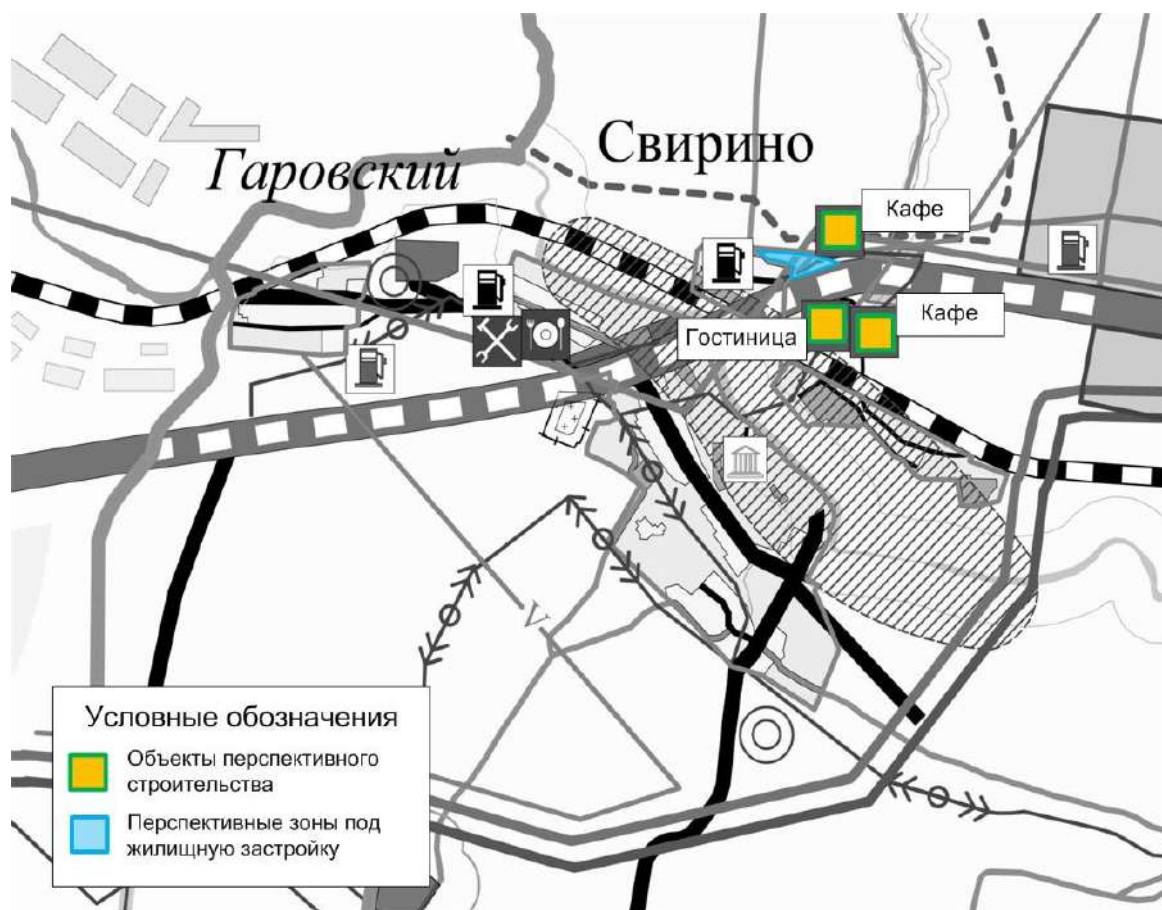 Свирино
Гаровский
Кафе
Гостиница
Кафе
V
Условные обозначения
Объекты перспективного
строительства
Перспективные зоны под
жилищную застройку